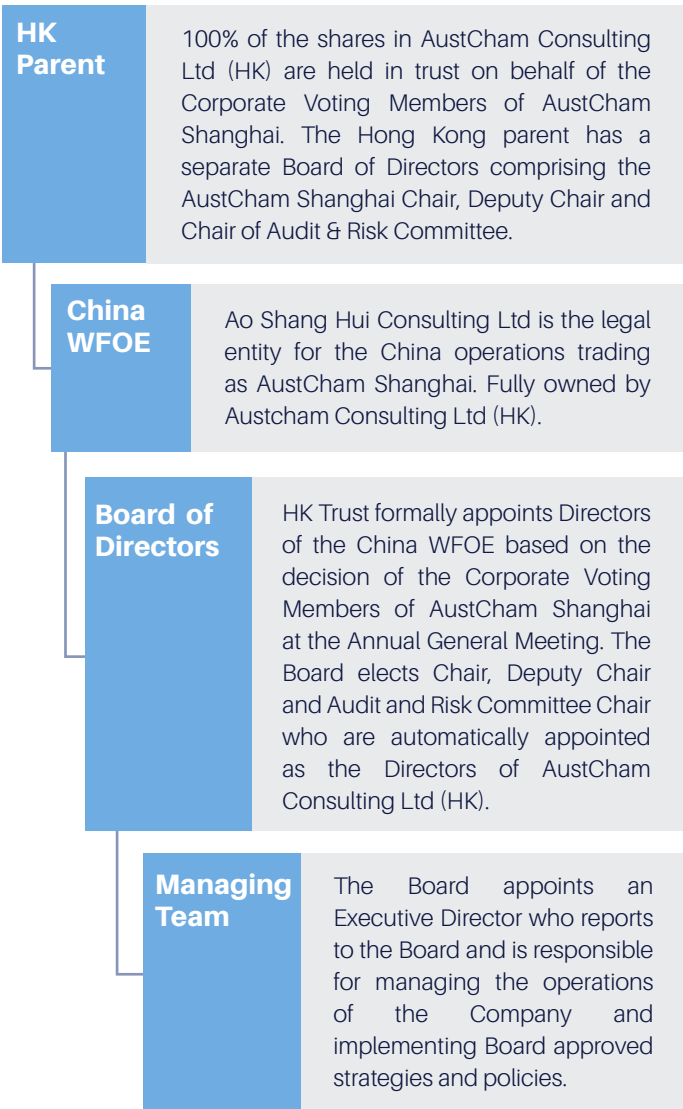 HK
Parent
100% of the shares in AustCham Consulting
Ltd (HK) are held in trust on behalf of the
Corporate Voting Members of AustCham
Shanghai. The Hong Kong parent has a
separate Board of Directors comprising the
AustCham Shanghai Chair, Deputy Chair and
Chair of Audit & Risk Committee.
China
WFOE
Ao Shang Hui Consulting Ltd is the legal
entity for the China operations trading
as AustCham Shanghai. Fully owned by
Austcham Consulting Ltd (HK).
Board of
Directors
HK Trust formally appoints Directors
of the China WFOE based on the
decision of the Corporate Voting
Members of AustCham Shanghai
at the Annual General Meeting. The
Board elects Chair, Deputy Chair
and Audit and Risk Committee Chair
who are automatically appointed
as the Directors of AustCham
Consulting Ltd (HK).
Managing
Team
The Board appoints an
Executive Director who reports
to the Board and is responsible
for managing the operations
of the Company and
implementing Board approved
strategies and policies.